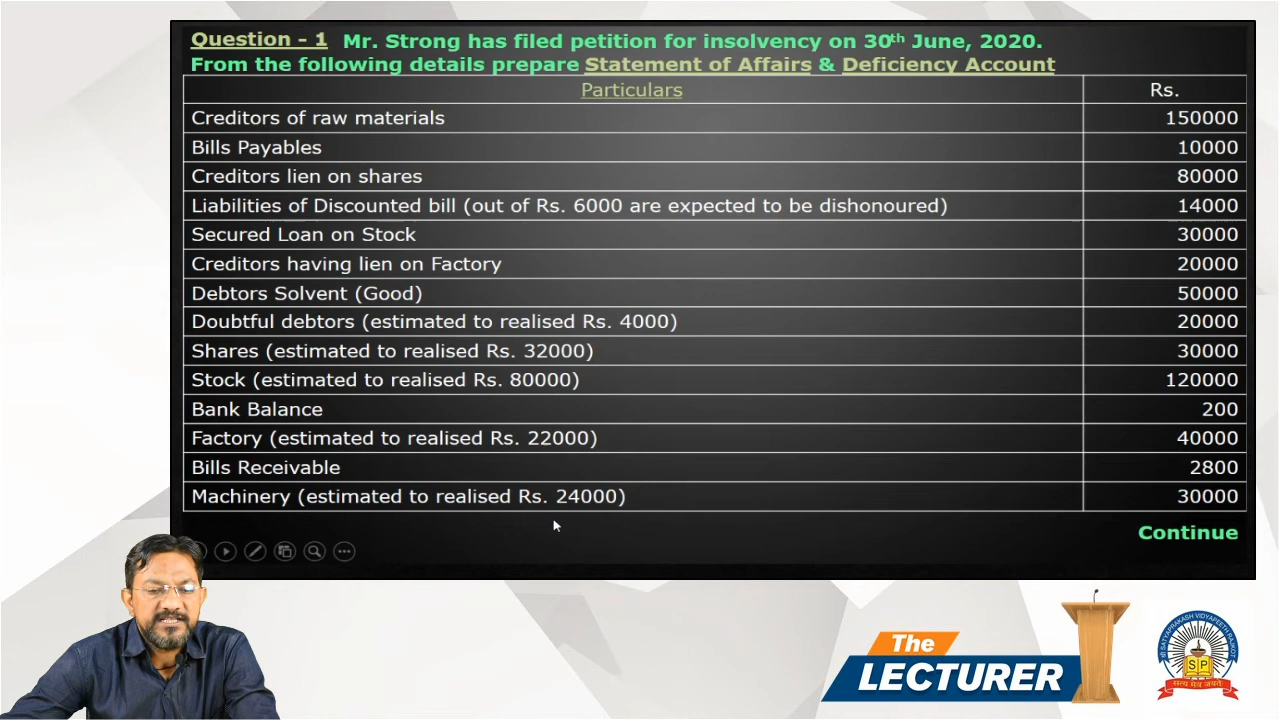 Question - 1 Mr. Strong has filed petition for insolvency on 30th June, 2020.
From the following details prepare Statement of Affairs & Deficiency Account
Particulars Rs.
Creditors of raw materials 150000
Bills Payables 10000
Creditors lien on shares 80000
Liabilities of Discounted bill (out of Rs. 6000 are expected to be dishonoured) 14000
Secured Loan on Stock 30000
Creditors having lien on Factory 20000
Debtors Solvent (Good) 50000
Doubtful debtors (estimated to realised Rs. 4000) 20000
Shares (estimated to realised Rs. 32000) 30000
Stock (estimated to realised Rs. 80000) 120000
Bank Balance 200
Factory (estimated to realised Rs. 22000) 40000
Bills Receivable 2800
Machinery (estimated to realised Rs. 24000) 30000
Continue
The
LECTURER
SP
सत्यं मेव जयते